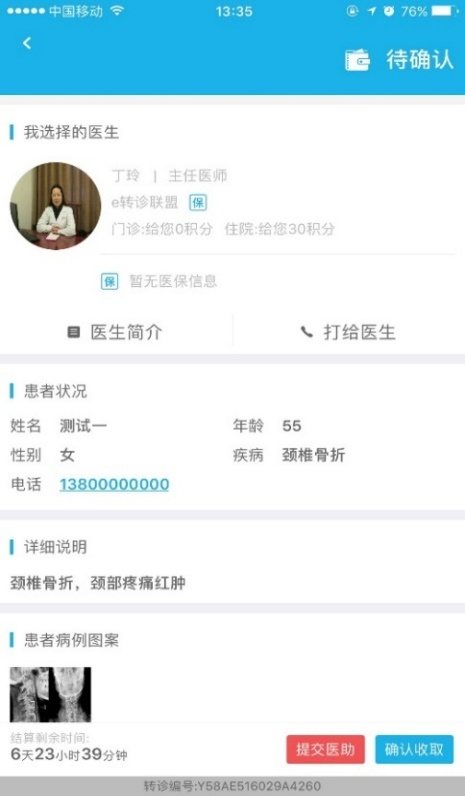 中国移动 13:35 76%
待确认
我选择的医生
丁玲 | 主任医师
e转诊联盟 保
门诊:给您0积分 住院:给您30积分
保 暂无医保信息
医生简介 打给医生
患者状况
姓名 测试一 年龄 55
性别 女 疾病 颈椎骨折
电话 13800000000
详细说明
颈椎骨折，颈部疼痛红肿
患者病例图案
结算剩余时间:
6天23小时39分钟
提交医助 确认收取
转诊编号:Y58AE516029A4260